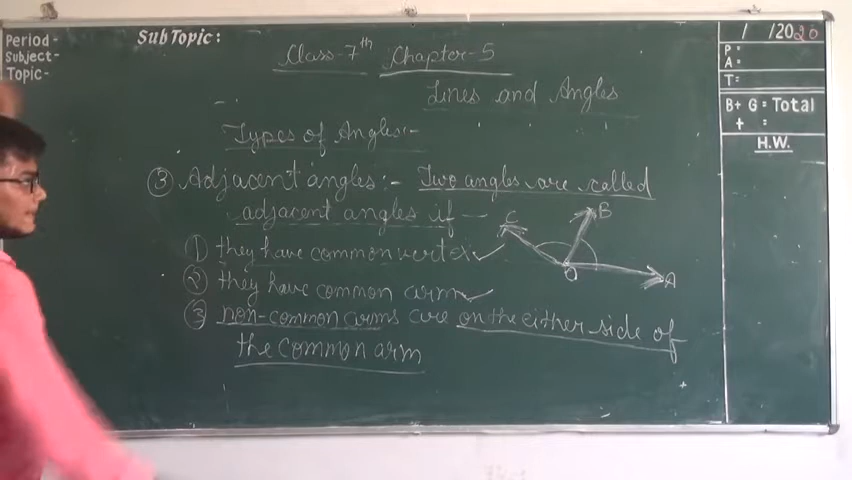 Period-
Subject-
Topic-
SubTopic:
Class-7th Chapter-5
Lines and Angles
Types of Angles:-
③ Adjacent angles:- Two angles are called
adjacent angles if -
① they have common vertex ✓
② they have common arm ✓
③ non-common arms are on the either side of
the common arm
C
B
O
A
/ /2020
P=
A=
T=
B+ G = Total
+ =
H.W.